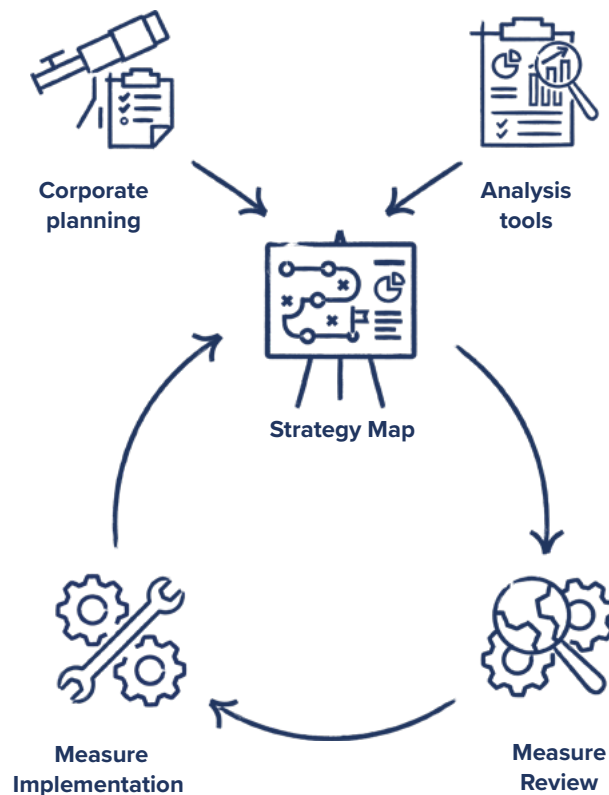 Corporate
planning
Analysis
tools
Strategy Map
Measure
Implementation
Measure
Review